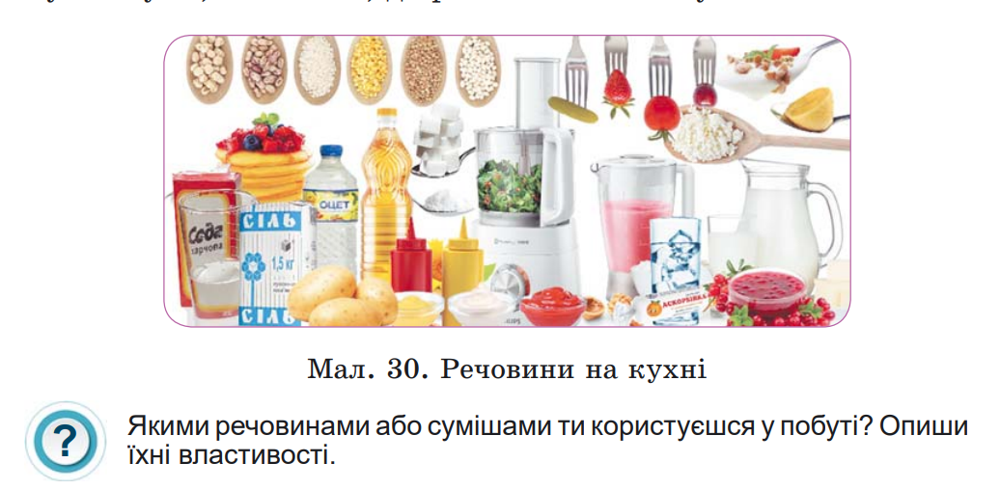 Сода
харчова
СІЛЬ
1,5 кг
СІЛЬ
ОЦЕТ
АСКОРБІНКА
Мал. 30. Речовини на кухні
?
Якими речовинами або сумішами ти користуєшся у побуті? Опиши
їхні властивості.